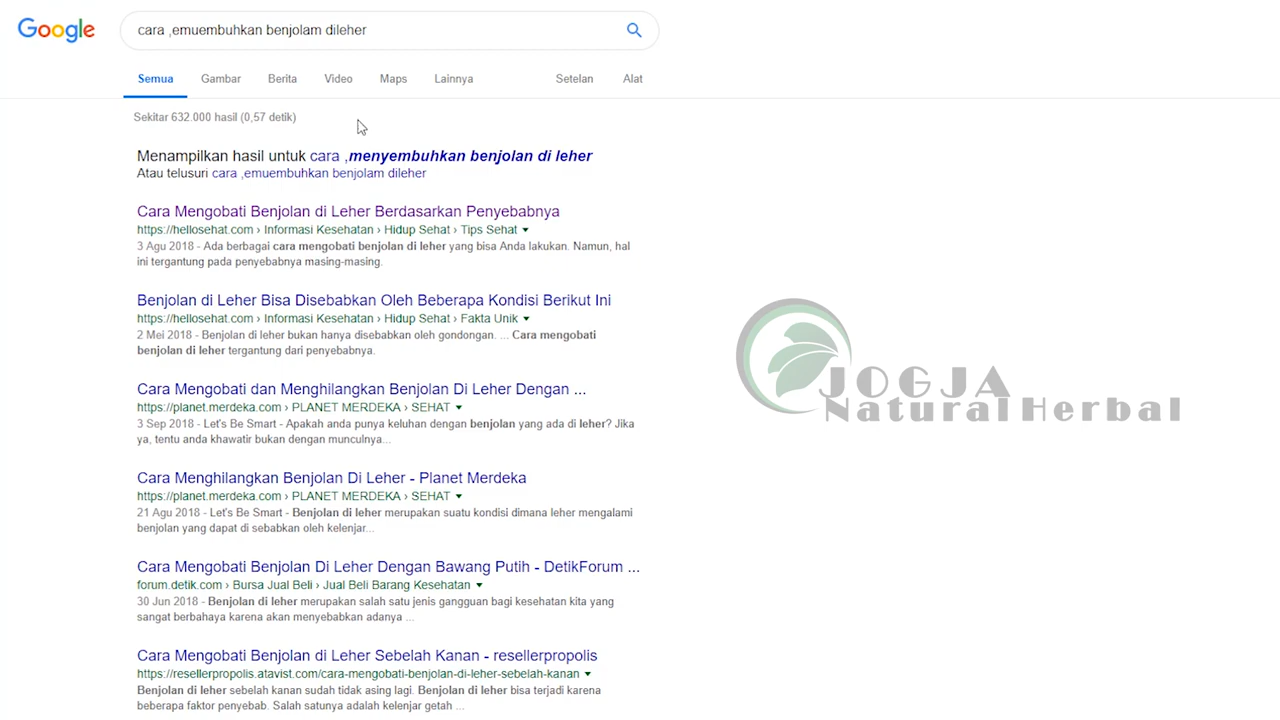 Google
cara ,emuembuhkan benjolam dileher
Semua Gambar Berita Video Maps Lainnya Setelan Alat
Sekitar 632.000 hasil (0,57 detik)
Menampilkan hasil untuk cara ,menyembuhkan benjolan di leher
Atau telusuri cara ,emuembuhkan benjolam dileher
Cara Mengobati Benjolan di Leher Berdasarkan Penyebabnya
https://hellosehat.com › Informasi Kesehatan › Hidup Sehat › Tips Sehat ▼
3 Agu 2018 - Ada berbagai cara mengobati benjolan di leher yang bisa Anda lakukan. Namun, hal
ini tergantung pada penyebabnya masing-masing.
Benjolan di Leher Bisa Disebabkan Oleh Beberapa Kondisi Berikut Ini
https://hellosehat.com › Informasi Kesehatan › Hidup Sehat › Fakta Unik ▼
2 Mei 2018 - Benjolan di leher bukan hanya disebabkan oleh gondongan. ... Cara mengobati
benjolan di leher tergantung dari penyebabnya.
Cara Mengobati dan Menghilangkan Benjolan Di Leher Dengan ...
https://planet.merdeka.com › PLANET MERDEKA › SEHAT ▼
3 Sep 2018 - Let's Be Smart - Apakah anda punya keluhan dengan benjolan yang ada di leher? Jika
ya, tentu anda khawatir bukan dengan munculnya...
Cara Menghilangkan Benjolan Di Leher - Planet Merdeka
https://planet.merdeka.com › PLANET MERDEKA › SEHAT ▼
21 Agu 2018 - Let's Be Smart - Benjolan di leher merupakan suatu kondisi dimana leher mengalami
benjolan yang dapat di sebabkan oleh kelenjar...
Cara Mengobati Benjolan Di Leher Dengan Bawang Putih - DetikForum ...
forum.detik.com › Bursa Jual Beli › Jual Beli Barang Kesehatan ▼
30 Jun 2018 - Benjolan di leher merupakan salah satu jenis gangguan bagi kesehatan kita yang
sangat berbahaya karena akan menyebabkan adanya ...
Cara Mengobati Benjolan di Leher Sebelah Kanan - resellerpropolis
https://resellerpropolis.atavist.com/cara-mengobati-benjolan-di-leher-sebelah-kanan ▼
Benjolan di leher sebelah kanan sudah tidak asing lagi. Benjolan di leher bisa terjadi karena
beberapa faktor penyebab. Salah satunya adalah kelenjar getah ...
JOGJA
Natural Herbal